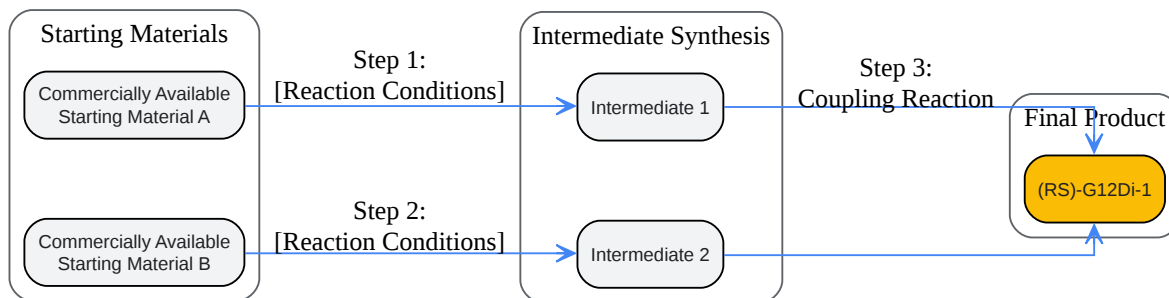 Starting Materials
Commercially Available
Starting Material A
Commercially Available
Starting Material B
Step 1:
[Reaction Conditions]
Step 2:
[Reaction Conditions]
Intermediate Synthesis
Intermediate 1
Intermediate 2
Step 3:
Coupling Reaction
Final Product
(RS)-G12Di-1